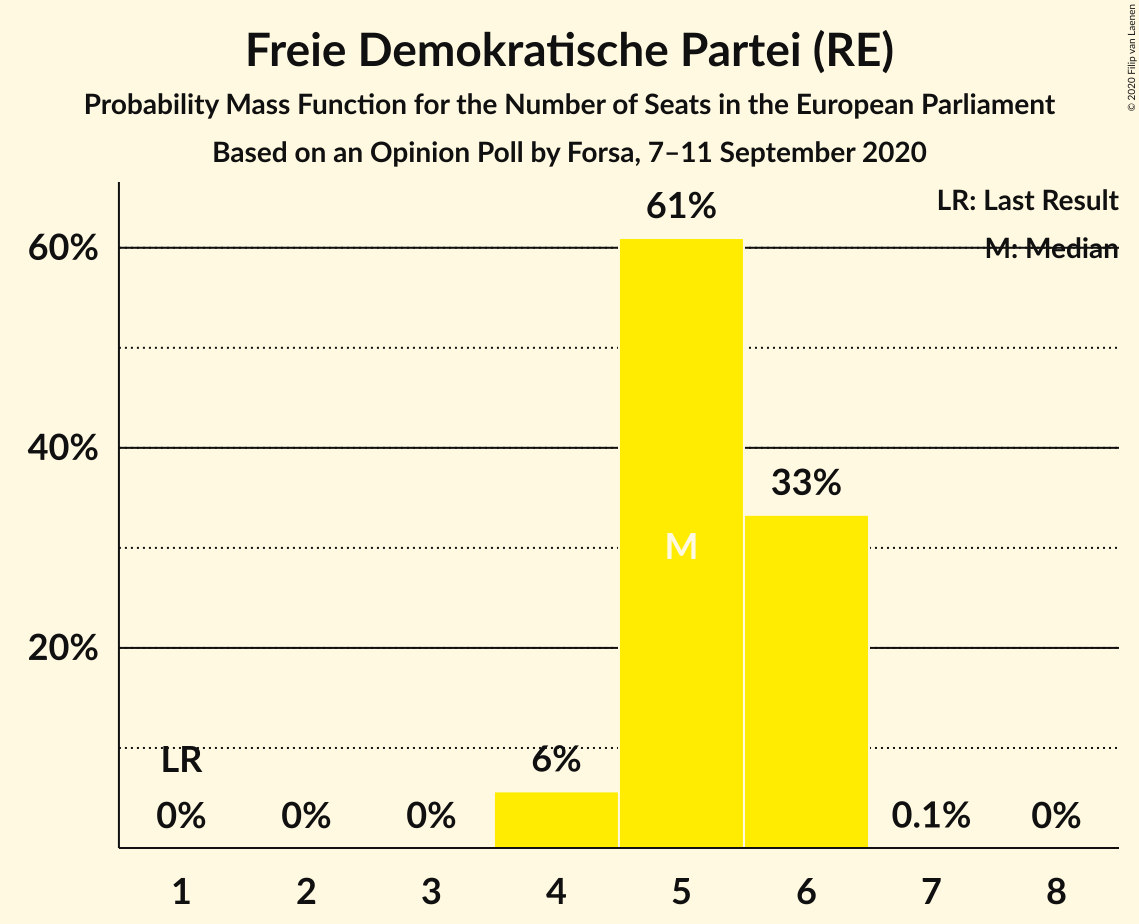 Freie Demokratische Partei (RE)
Probability Mass Function for the Number of Seats in the European Parliament
Based on an Opinion Poll by Forsa, 7–11 September 2020
© 2020 Filip van Laenen
LR: Last Result
M: Median
61%
60%
40%
33%
M
20%
LR
6%
0%
0%
0%
0.1%
0%
1
2
3
4
5
6
7
8